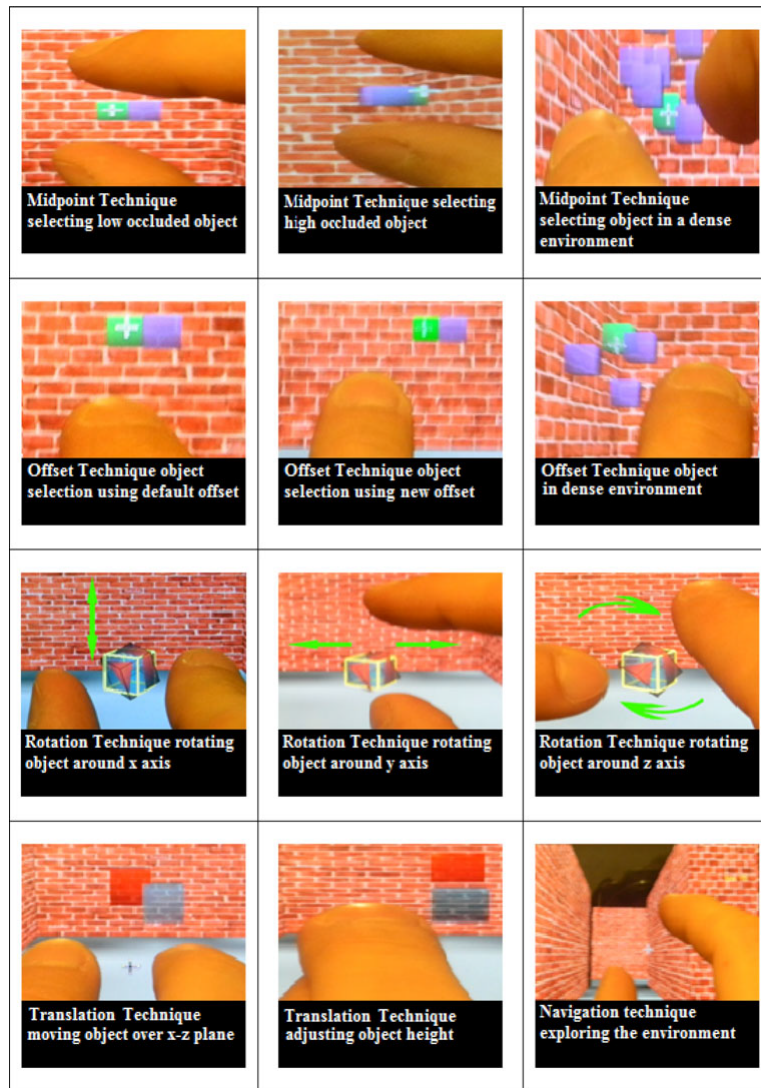 Midpoint Technique
selecting low occluded object
Midpoint Technique selecting
high occluded object
Midpoint Technique
selecting object in a dense
environment
Offset Technique object
selection using default offset
Offset Technique object
selection using new offset
Offset Technique object
in dense environment
Rotation Technique rotating
object around x axis
Rotation Technique rotating
object around y axis
Rotation Technique rotating
object around z axis
Translation Technique
moving object over x-z plane
Translation Technique
adjusting object height
Navigation technique
exploring the environment